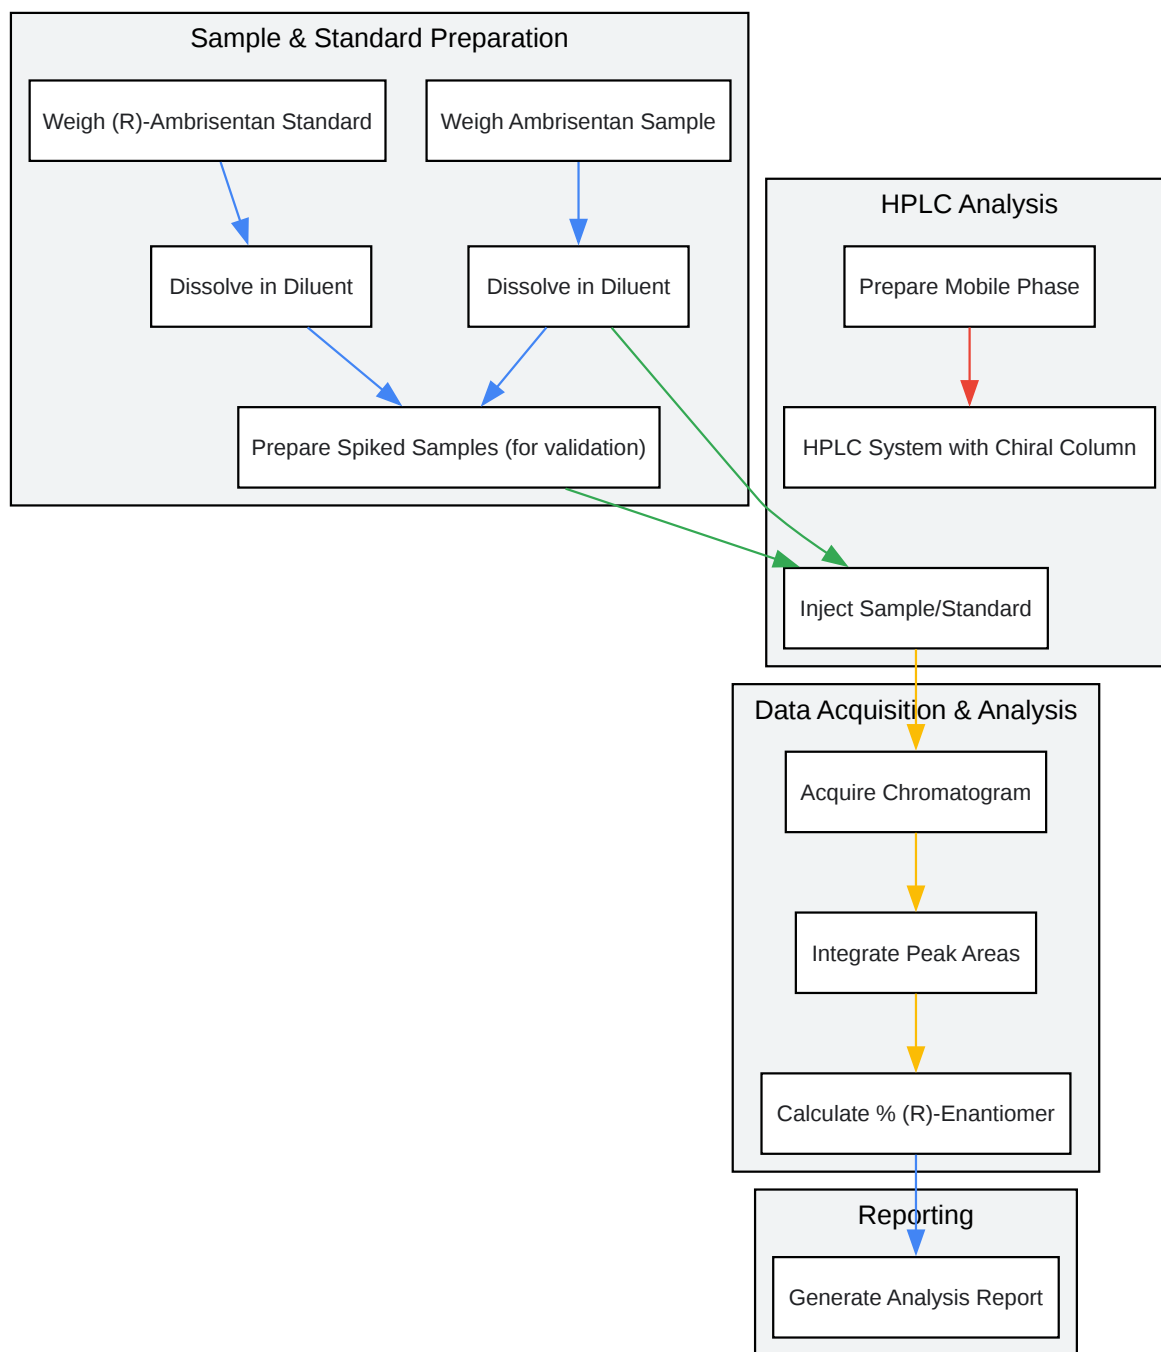 Sample & Standard Preparation
Weigh (R)-Ambrisentan Standard
Weigh Ambrisentan Sample
Dissolve in Diluent
Dissolve in Diluent
Prepare Spiked Samples (for validation)
HPLC Analysis
Prepare Mobile Phase
HPLC System with Chiral Column
Inject Sample/Standard
Data Acquisition & Analysis
Acquire Chromatogram
Integrate Peak Areas
Calculate % (R)-Enantiomer
Reporting
Generate Analysis Report